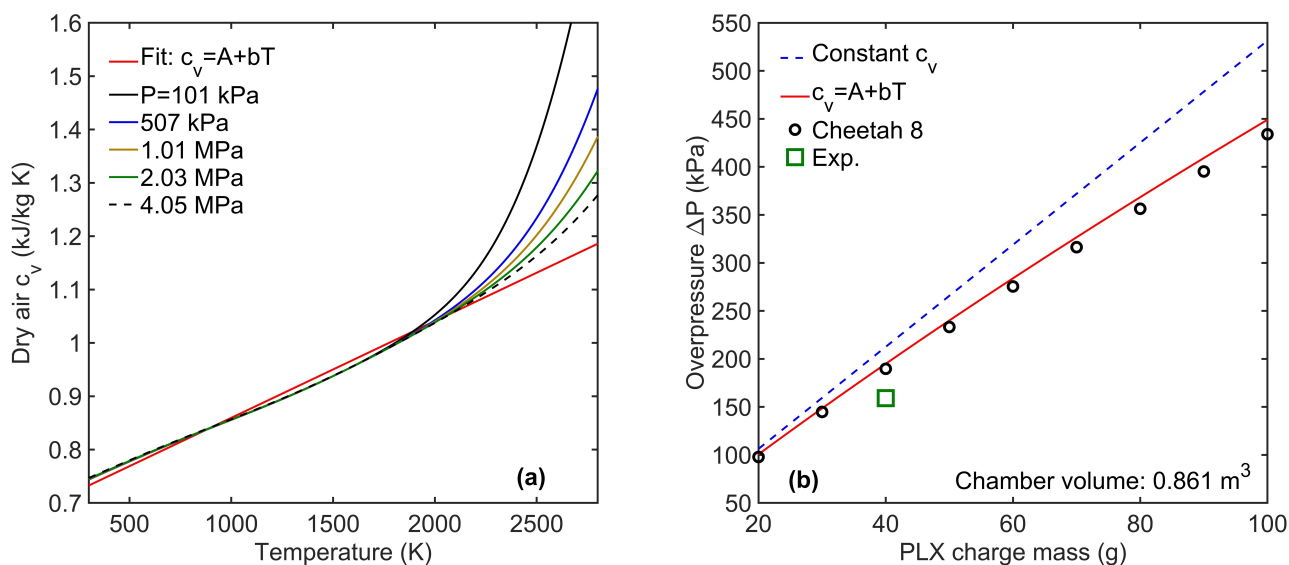 1.6
1.5
1.4
1.3
1.2
1.1
1
0.9
0.8
0.7
Dry air c_v (kJ/kg K)
Fit: c_v=A+bT
P=101 kPa
507 kPa
1.01 MPa
2.03 MPa
4.05 MPa
(a)
500 1000 1500 2000 2500
Temperature (K)
550
500
450
400
350
300
250
200
150
100
50
Overpressure ΔP (kPa)
Constant c_v
c_v=A+bT
Cheetah 8
Exp.
(b)
Chamber volume: 0.861 m³
20 40 60 80 100
PLX charge mass (g)